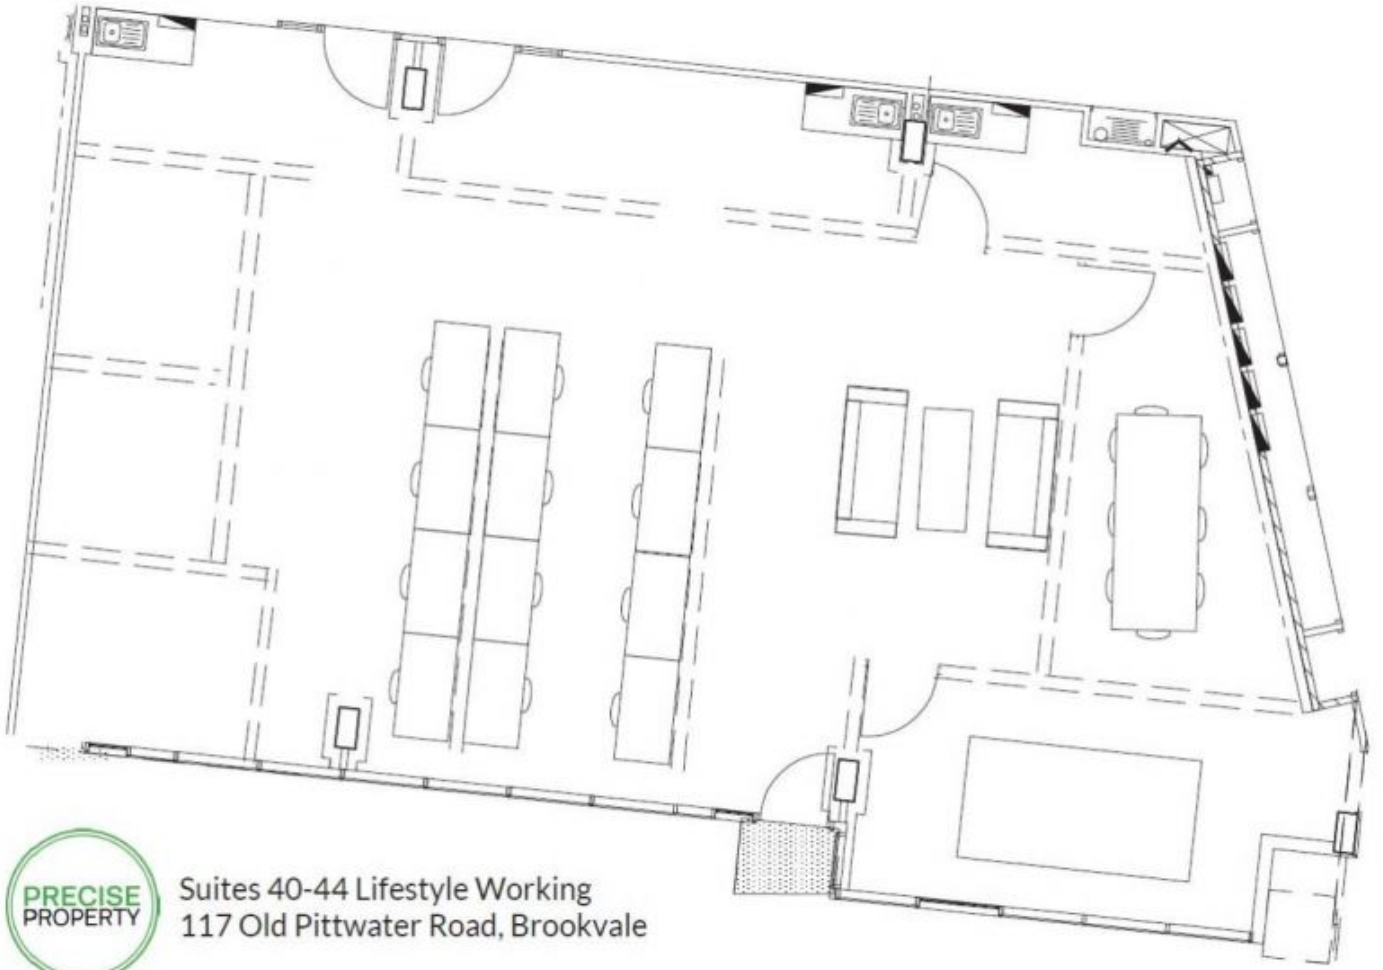 PRECISE
PROPERTY
Suites 40-44 Lifestyle Working
117 Old Pittwater Road, Brookvale